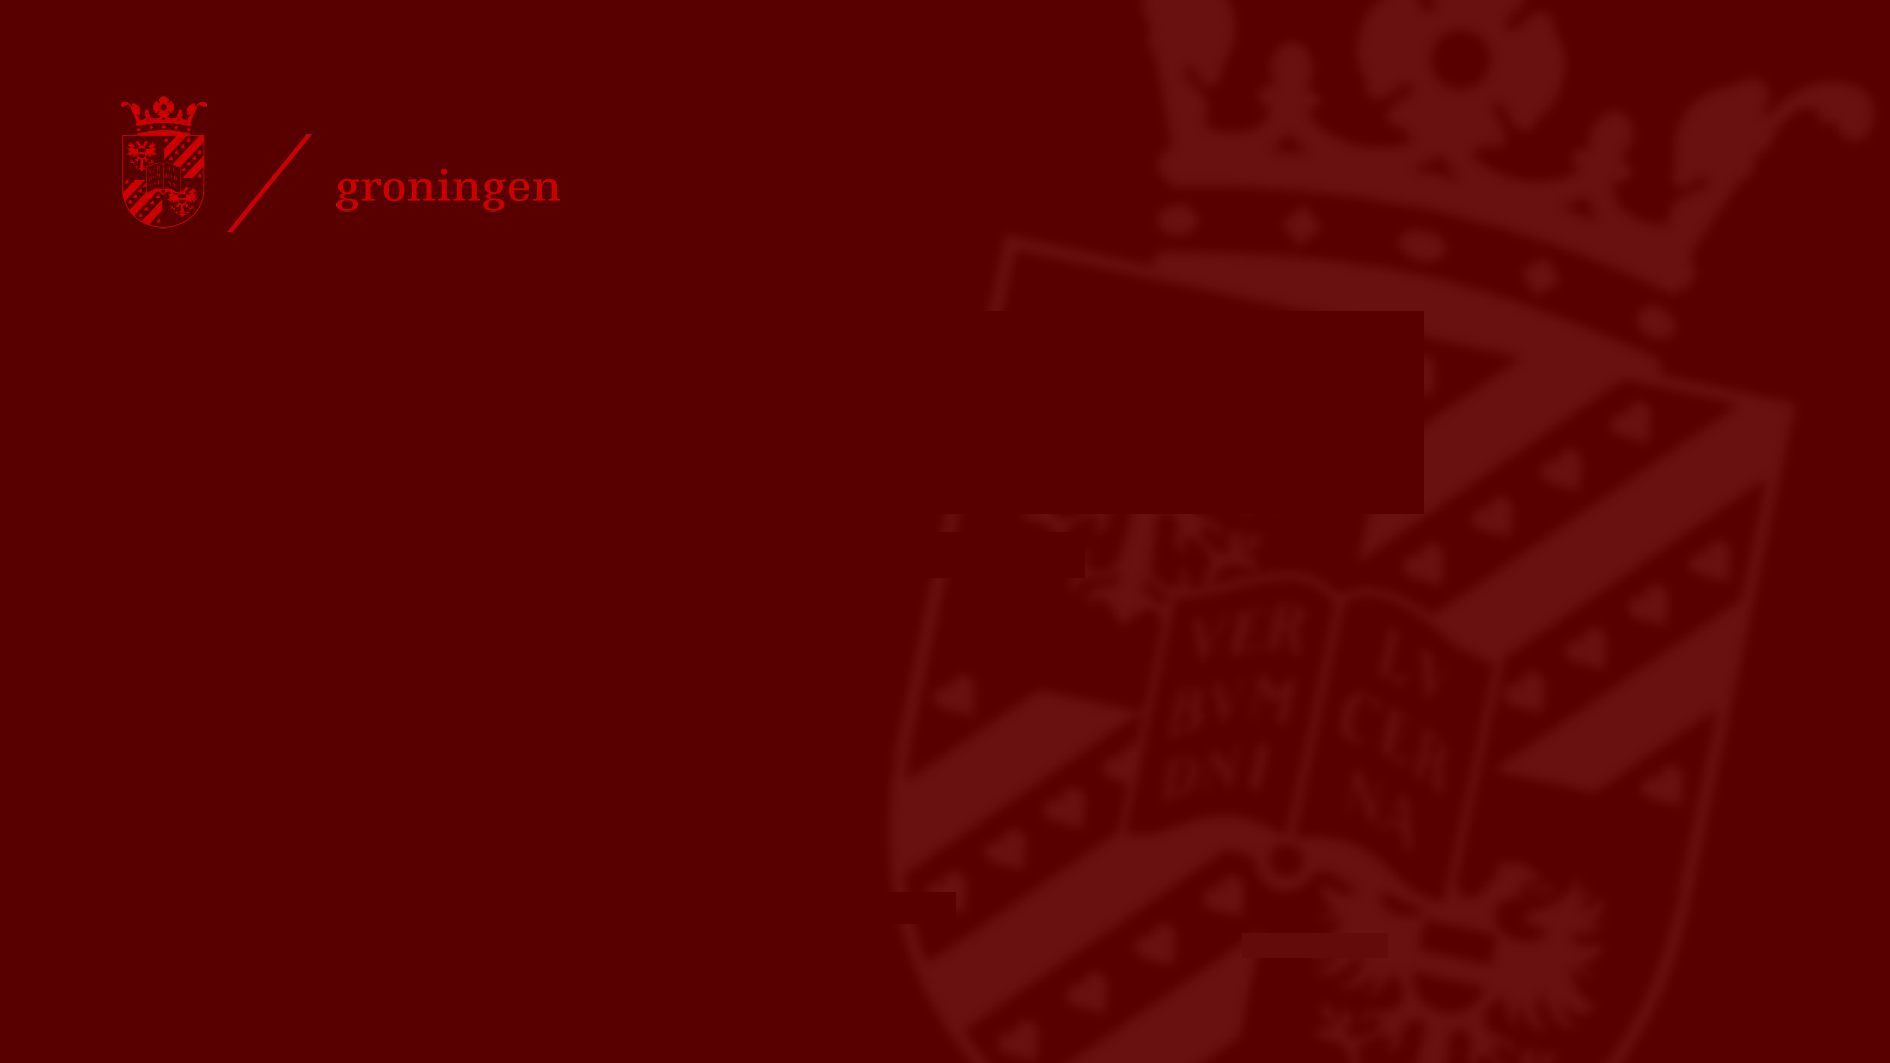 groningen
VER
BVM
DNI
LV
CER
NA